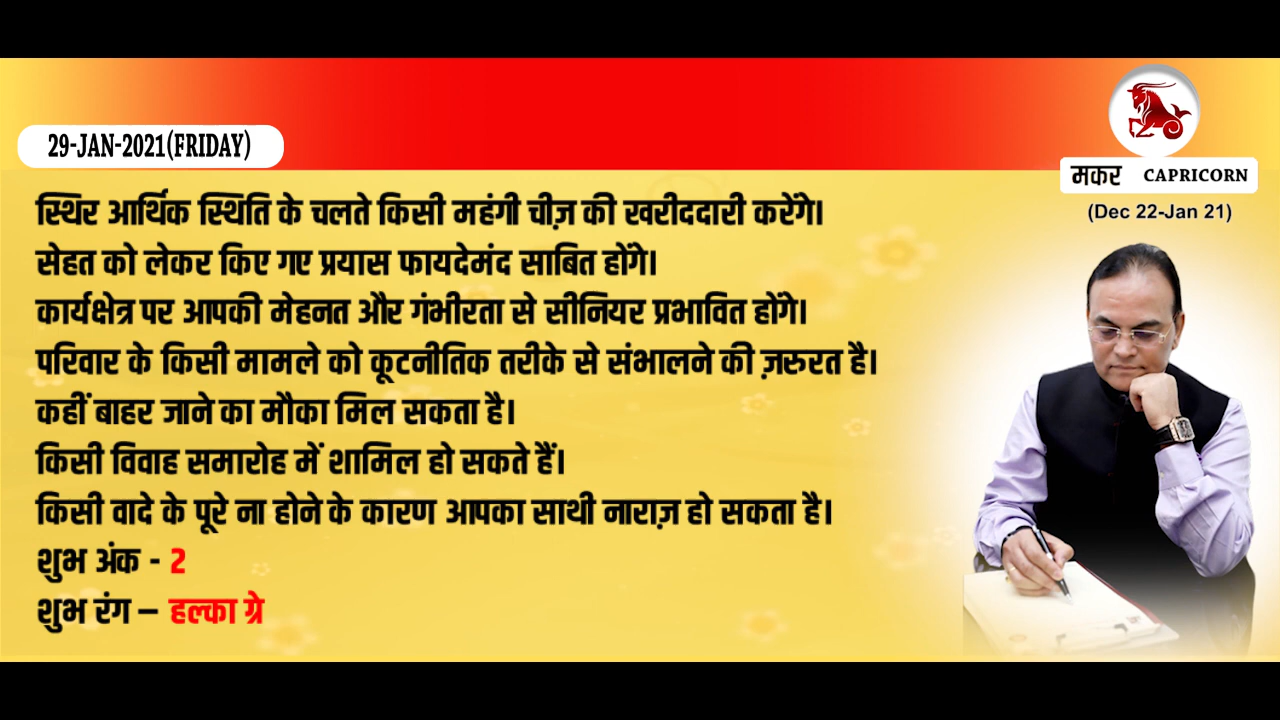 29-JAN-2021(FRIDAY)
मकर CAPRICORN
(Dec 22-Jan 21)
स्थिर आर्थिक स्थिति के चलते किसी महंगी चीज़ की खरीददारी करेंगे।
सेहत को लेकर किए गए प्रयास फायदेमंद साबित होंगे।
कार्यक्षेत्र पर आपकी मेहनत और गंभीरता से सीनियर प्रभावित होंगे।
परिवार के किसी मामले को कूटनीतिक तरीके से संभालने की ज़रुरत है।
कहीं बाहर जाने का मौका मिल सकता है।
किसी विवाह समारोह में शामिल हो सकते हैं।
किसी वादे के पूरे ना होने के कारण आपका साथी नाराज़ हो सकता है।
शुभ अंक - 2
शुभ रंग – हल्का ग्रे